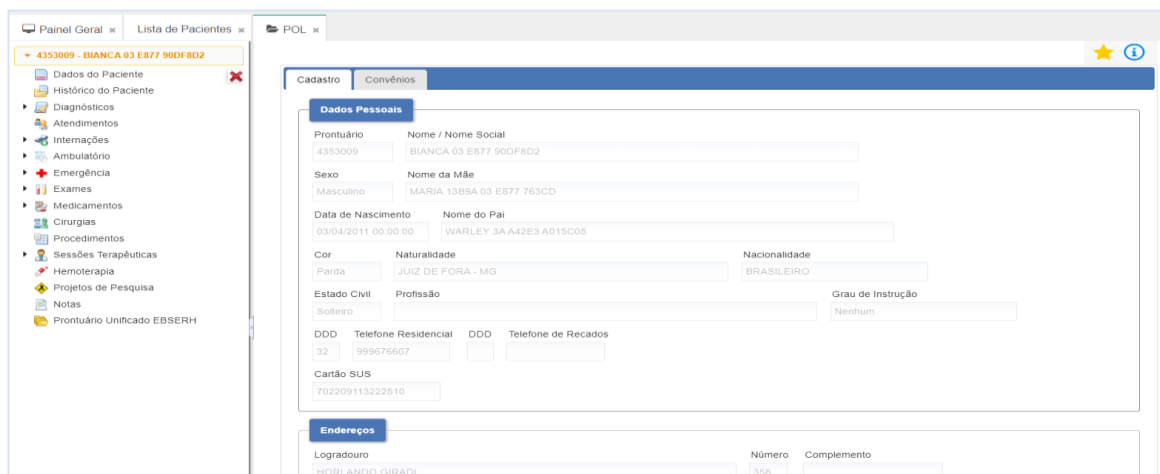 Painel Geral × Lista de Pacientes × POL ×
4353009 - BIANCA 03 E877 90DF8D2
Dados do Paciente
Histórico do Paciente
Diagnósticos
Atendimentos
Internações
Ambulatório
Emergência
Exames
Medicamentos
Cirurgias
Procedimentos
Sessões Terapêuticas
Hemoterapia
Projetos de Pesquisa
Notas
Prontuário Unificado EBSERH
Cadastro Convênios
Dados Pessoais
Prontuário Nome / Nome Social
4353009 BIANCA 03 E877 90DF8D2
Sexo Nome da Mãe
Masculino MARIA 13B9A 03 E877 763CD
Data de Nascimento Nome do Pai
03/04/2011 00:00:00 WARLEY 3A A42E3 A015C05
Cor Naturalidade Nacionalidade
Parda JUIZ DE FORA - MG BRASILEIRO
Estado Civil Profissão Grau de Instrução
Solteiro Nenhum
DDD Telefone Residencial DDD Telefone de Recados
32 999676607
Cartão SUS
702209113222510
Endereços
Logradouro Número Complemento
HORLANDO GIRADI 358